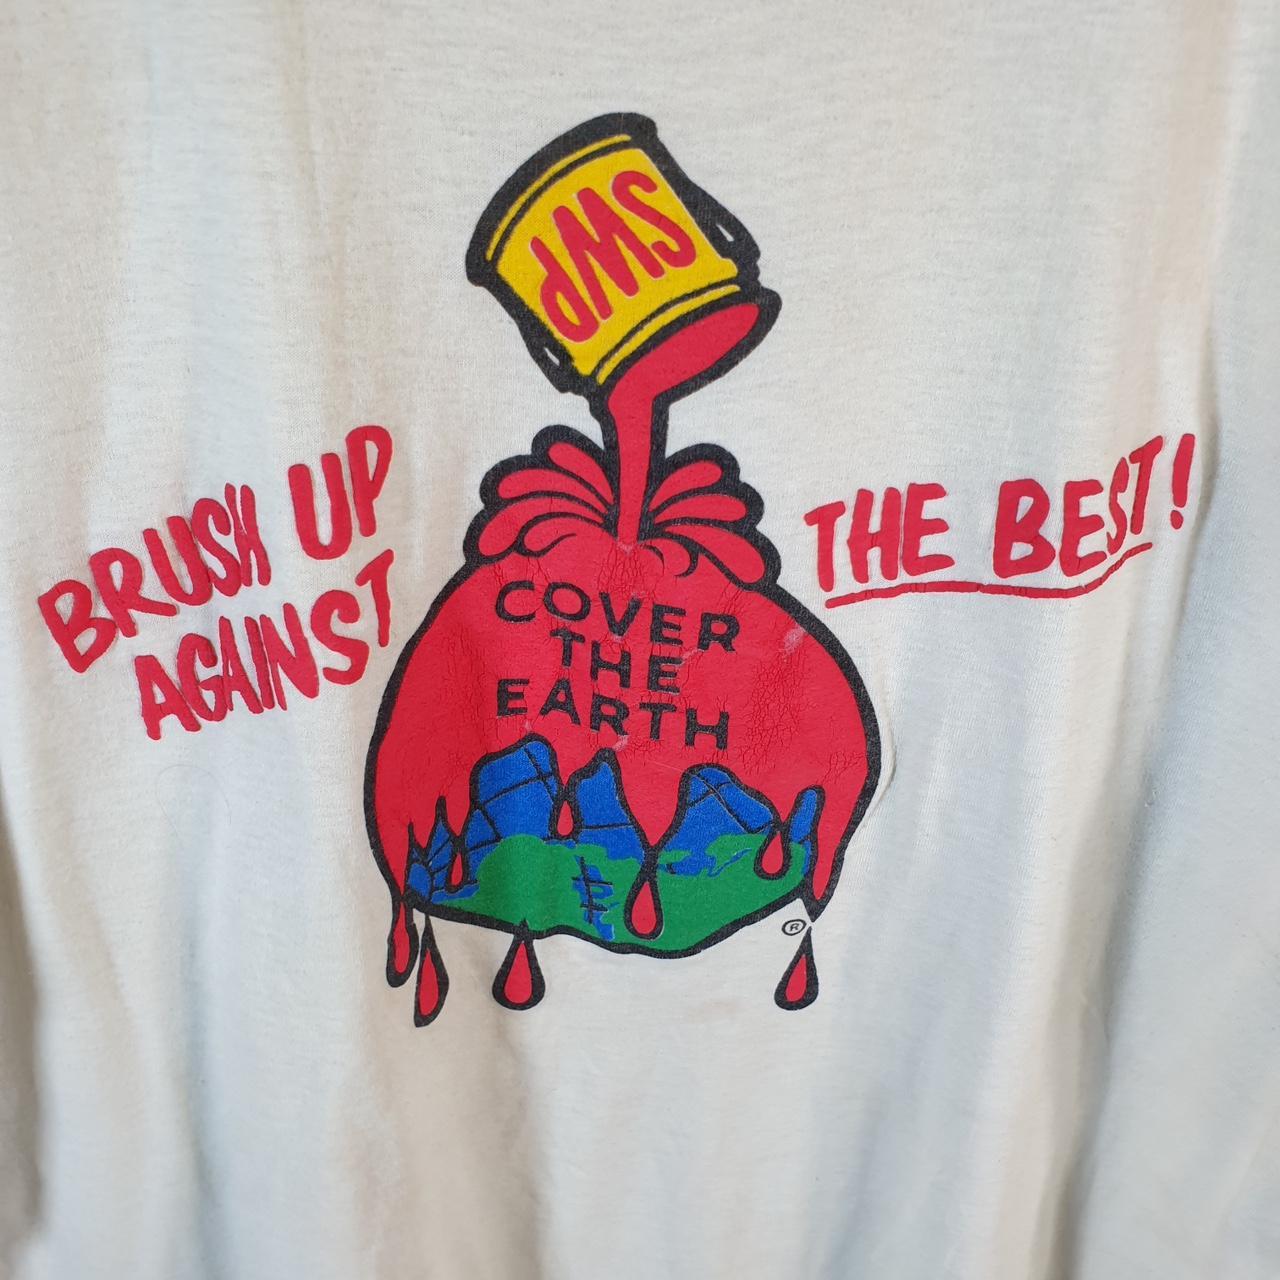 SWP
BRUSH UP
AGAINST
THE BEST!
COVER
THE
EARTH
®